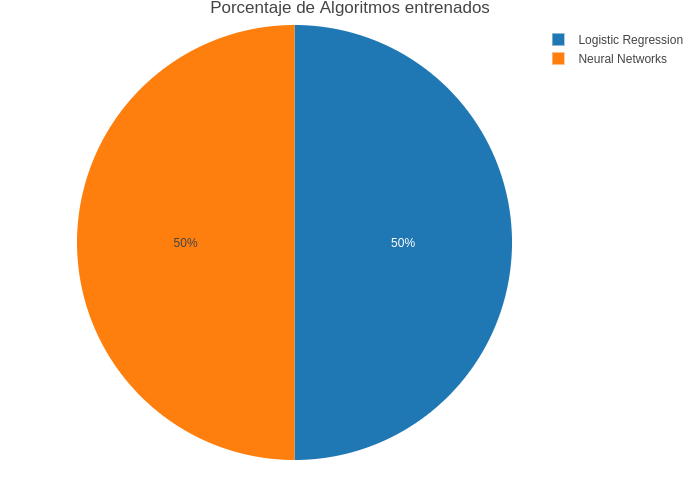 Porcentaje de Algoritmos entrenados
Logistic Regression
Neural Networks
50%
50%